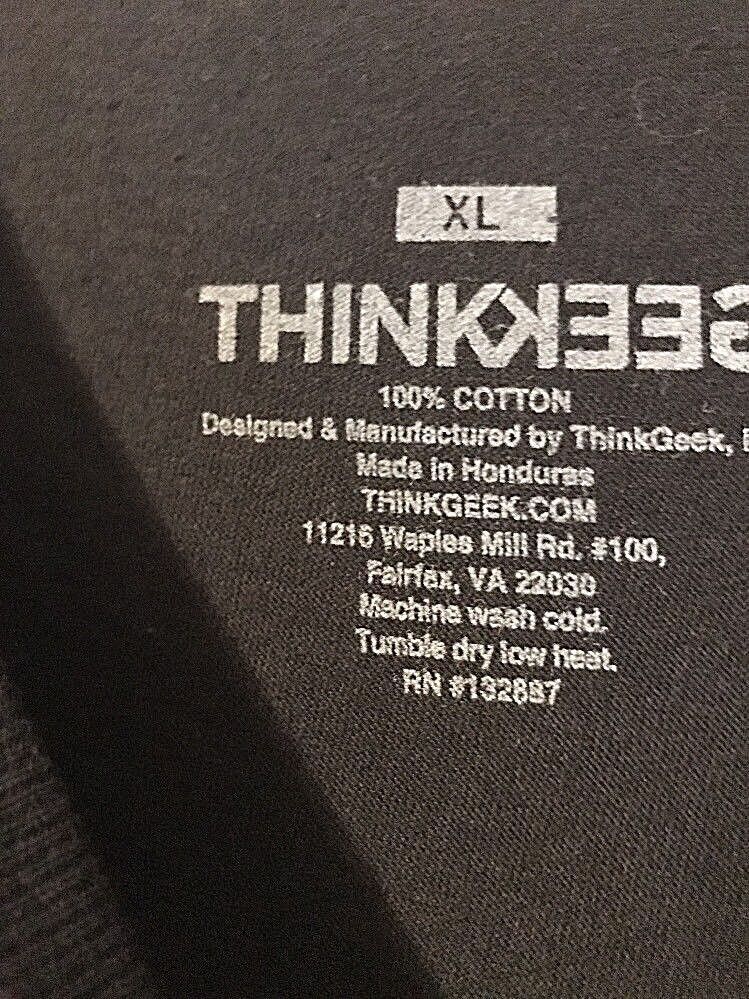 XL
THINKGEEK
100% COTTON
Designed & Manufactured by ThinkGeek,
Made in Honduras
THINKGEEK.COM
11216 Waples Mill Rd. #100,
Fairfax, VA 22030
Machine wash cold.
Tumble dry low heat.
RN #132887